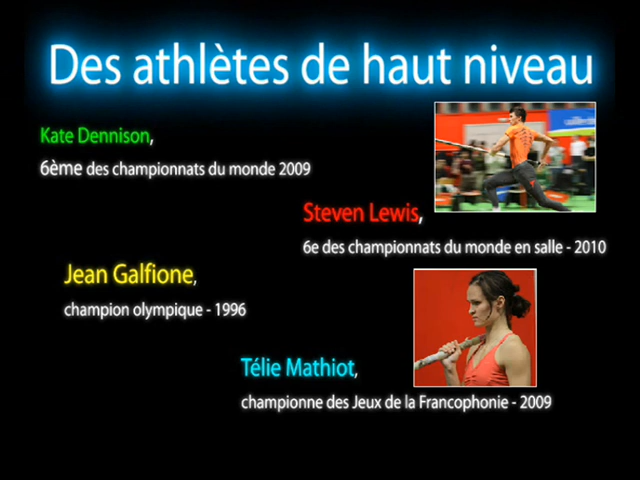 Des athlètes de haut niveau
Kate Dennison,
6ème des championnats du monde 2009
Steven Lewis,
6e des championnats du monde en salle - 2010
Jean Galfione,
champion olympique - 1996
Télie Mathiot,
championne des Jeux de la Francophonie - 2009